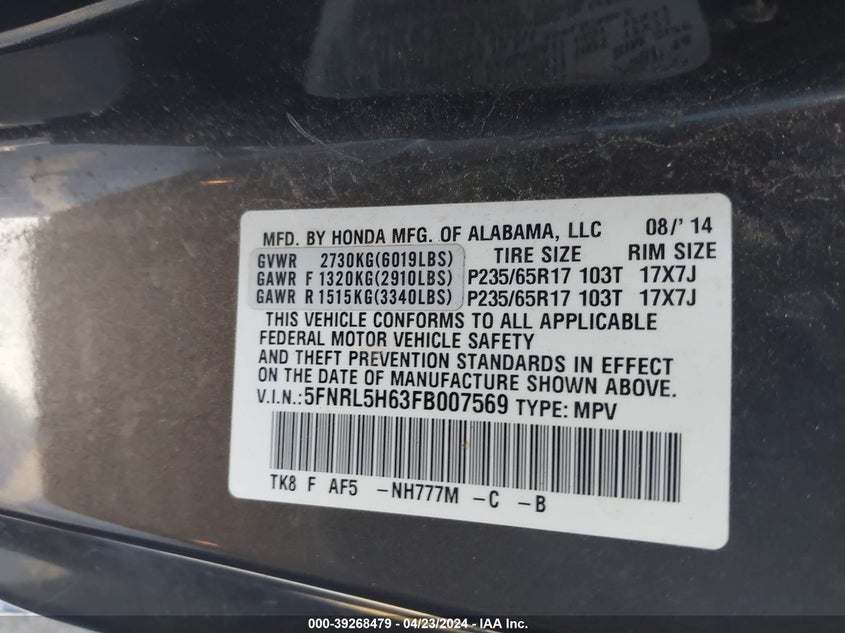 MFD. BY HONDA MFG. OF ALABAMA, LLC 08/' 14
GVWR 2730KG(6019LBS) TIRE SIZE RIM SIZE
GAWR F 1320KG(2910LBS) P235/65R17 103T 17X7J
GAWR R 1515KG(3340LBS) P235/65R17 103T 17X7J
THIS VEHICLE CONFORMS TO ALL APPLICABLE
FEDERAL MOTOR VEHICLE SAFETY
AND THEFT PREVENTION STANDARDS IN EFFECT
ON THE DATE OF MANUFACTURE SHOWN ABOVE.
V.I.N.:5FNRL5H63FB007569 TYPE: MPV
TK8 F AF5 -NH777M -C -B
000-39268479 - 04/23/2024 - IAAI.COM.